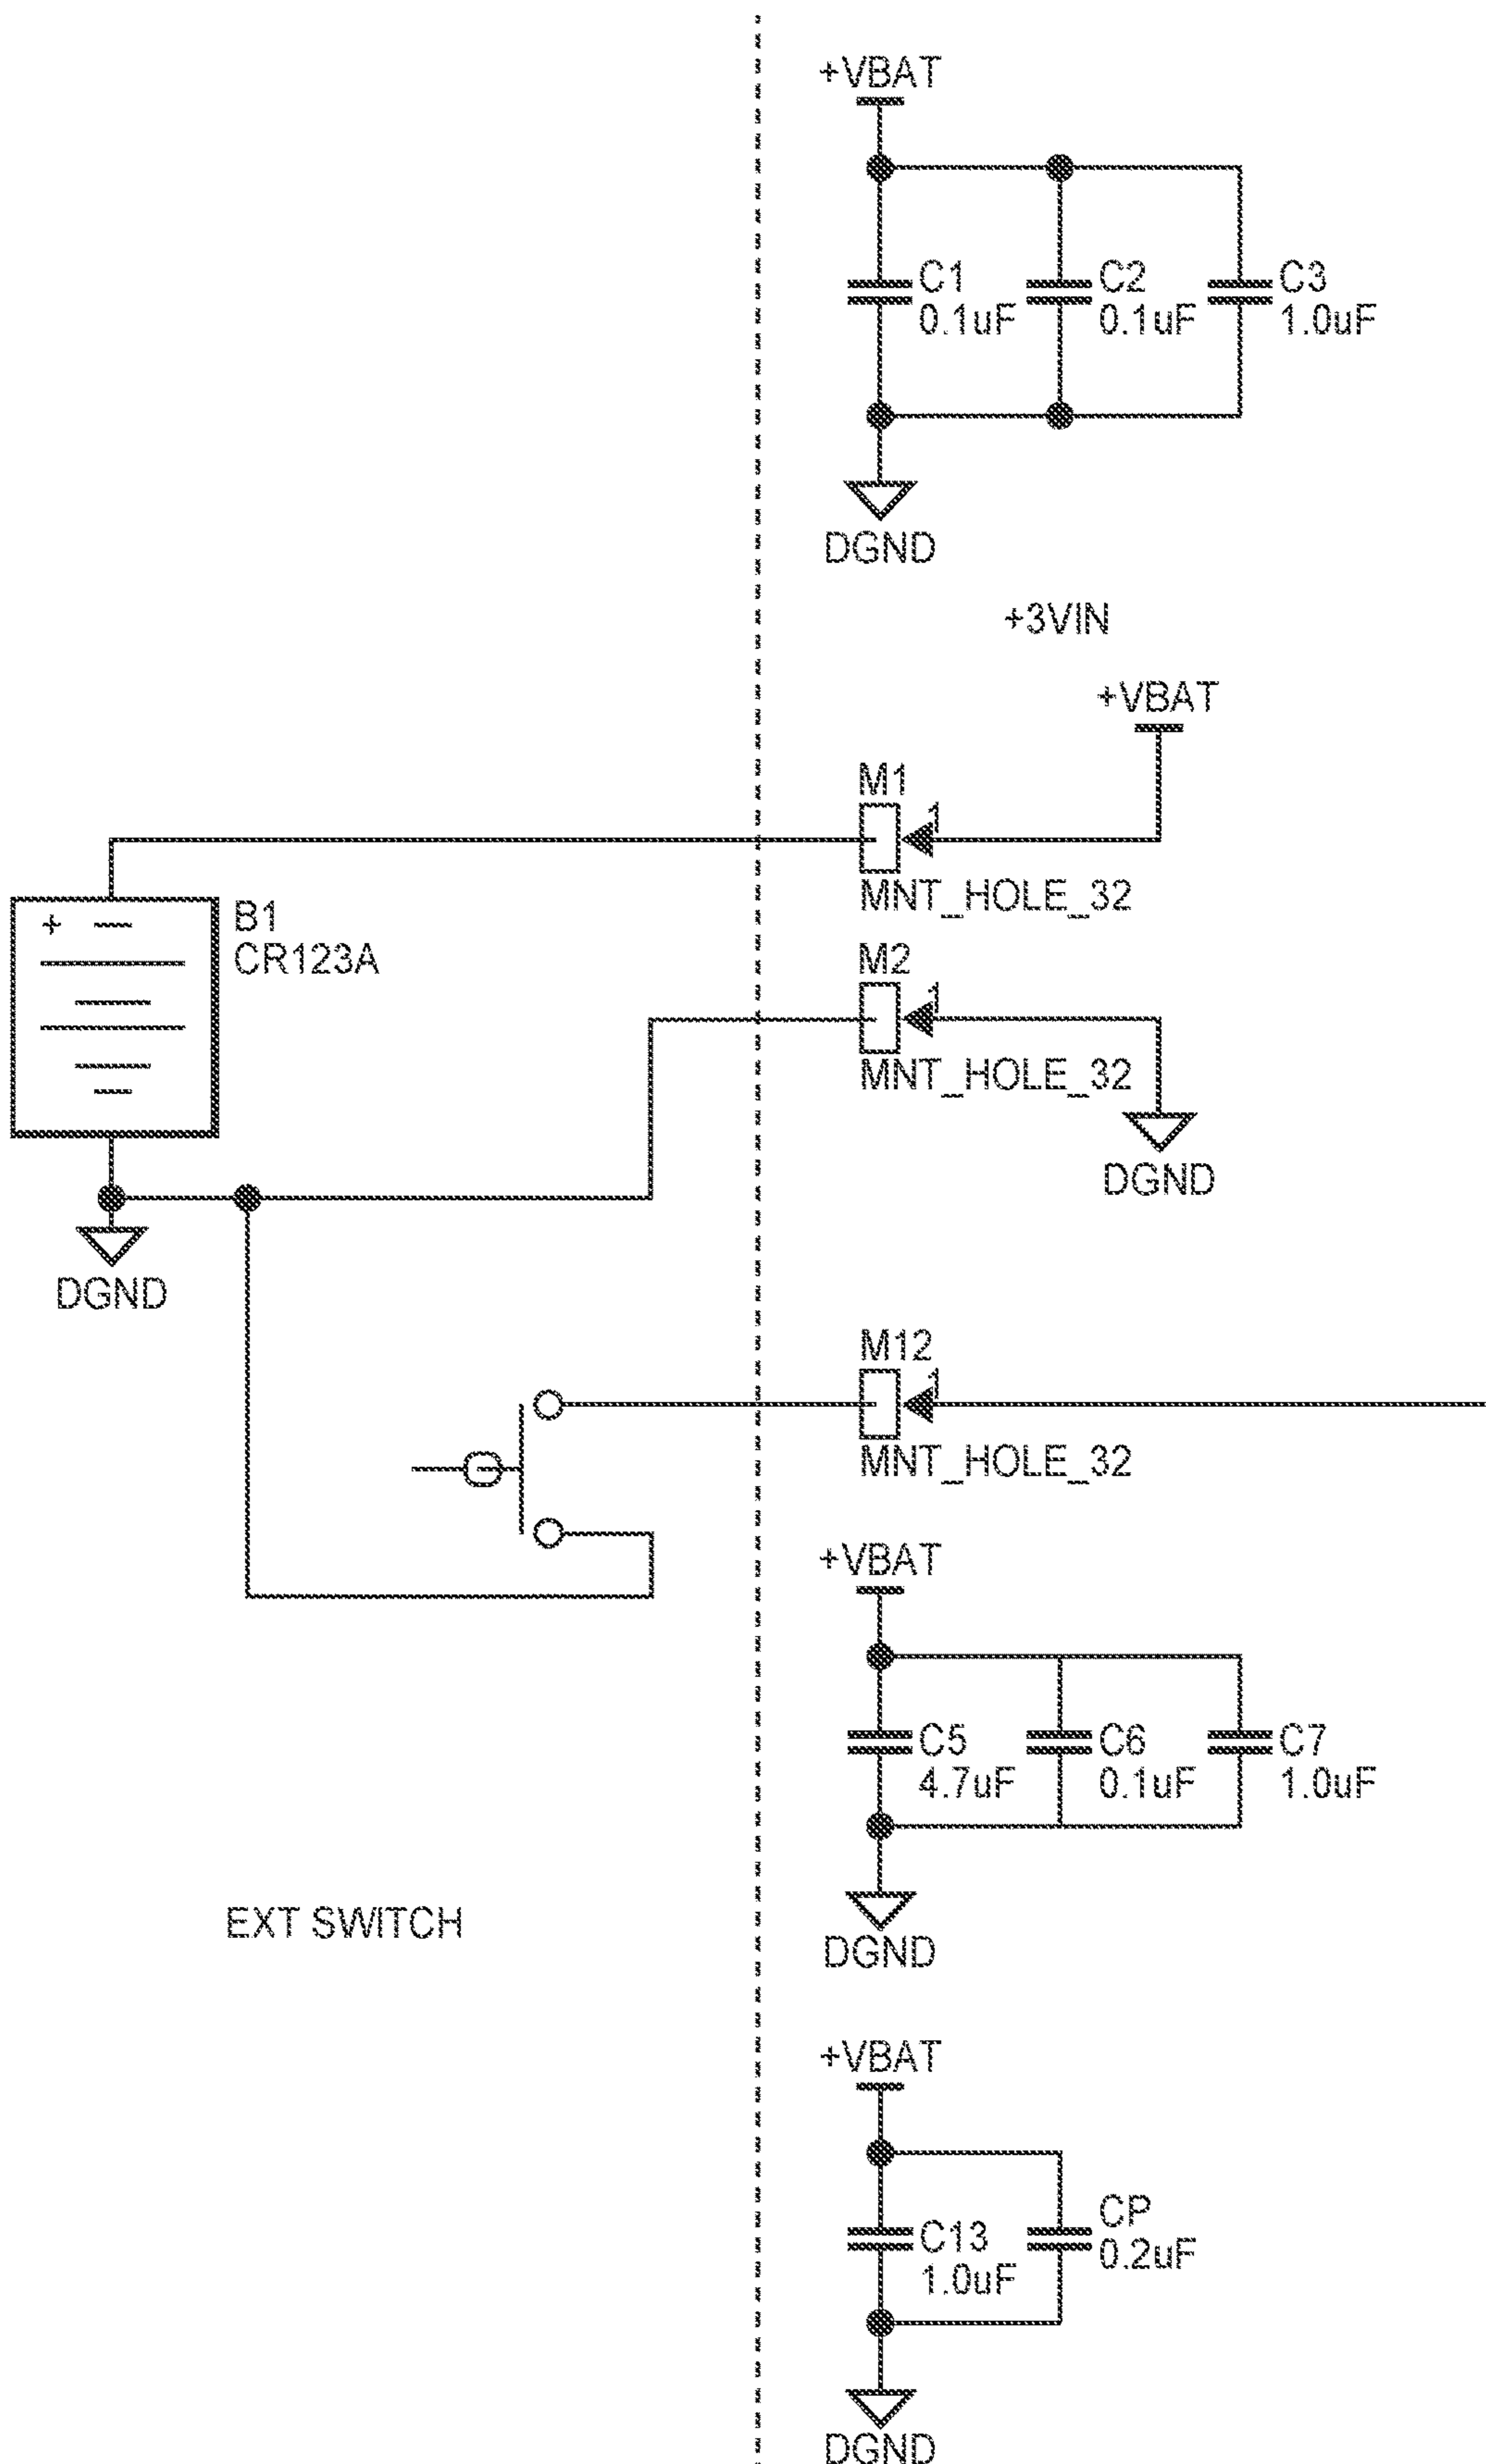 +VBAT
C1
0.1uF
C2
0.1uF
C3
1.0uF
DGND
+3VIN
+VBAT
M1
1
MNT_HOLE_32
B1
CR123A
+
M2
1
MNT_HOLE_32
DGND
DGND
M12
1
MNT_HOLE_32
+VBAT
C5
4.7uF
C6
0.1uF
C7
1.0uF
EXT SWITCH
DGND
+VBAT
C13
1.0uF
CP
0.2uF
DGND